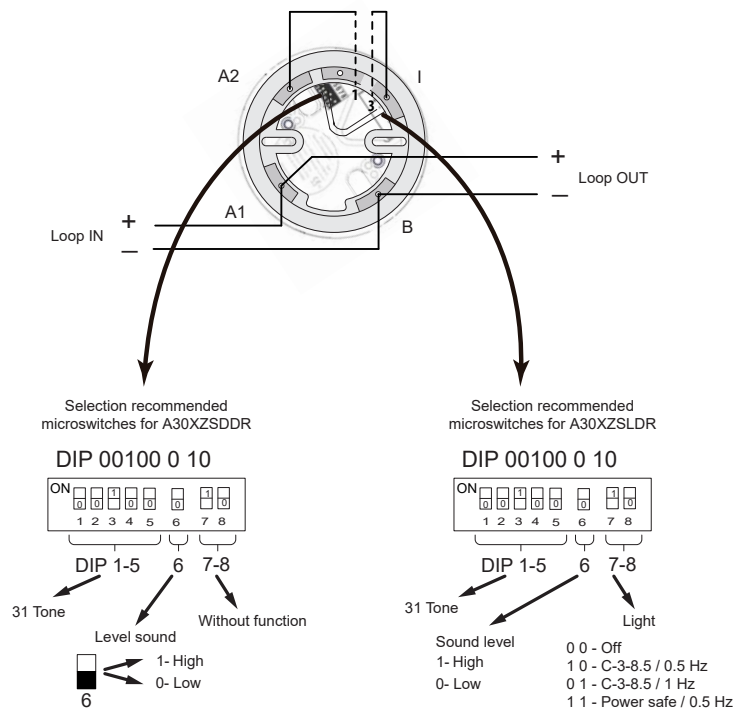 A2
I
1
3
+
Loop OUT
–
A1
B
+
Loop IN
–
Selection recommended
microswitches for A30XZSDDR
DIP 00100 0 10
ON
0 0 1 0 0 0 1 0
1 2 3 4 5 6 7 8
DIP 1-5 6 7-8
31 Tone
Without function
Level sound
1- High
0- Low
6
Selection recommended
microswitches for A30XZSLDR
DIP 00100 0 10
ON
0 0 1 0 0 0 1 0
1 2 3 4 5 6 7 8
DIP 1-5 6 7-8
31 Tone
Sound level
1- High
0- Low
Light
0 0 - Off
1 0 - C-3-8.5 / 0.5 Hz
0 1 - C-3-8.5 / 1 Hz
1 1 - Power safe / 0.5 Hz